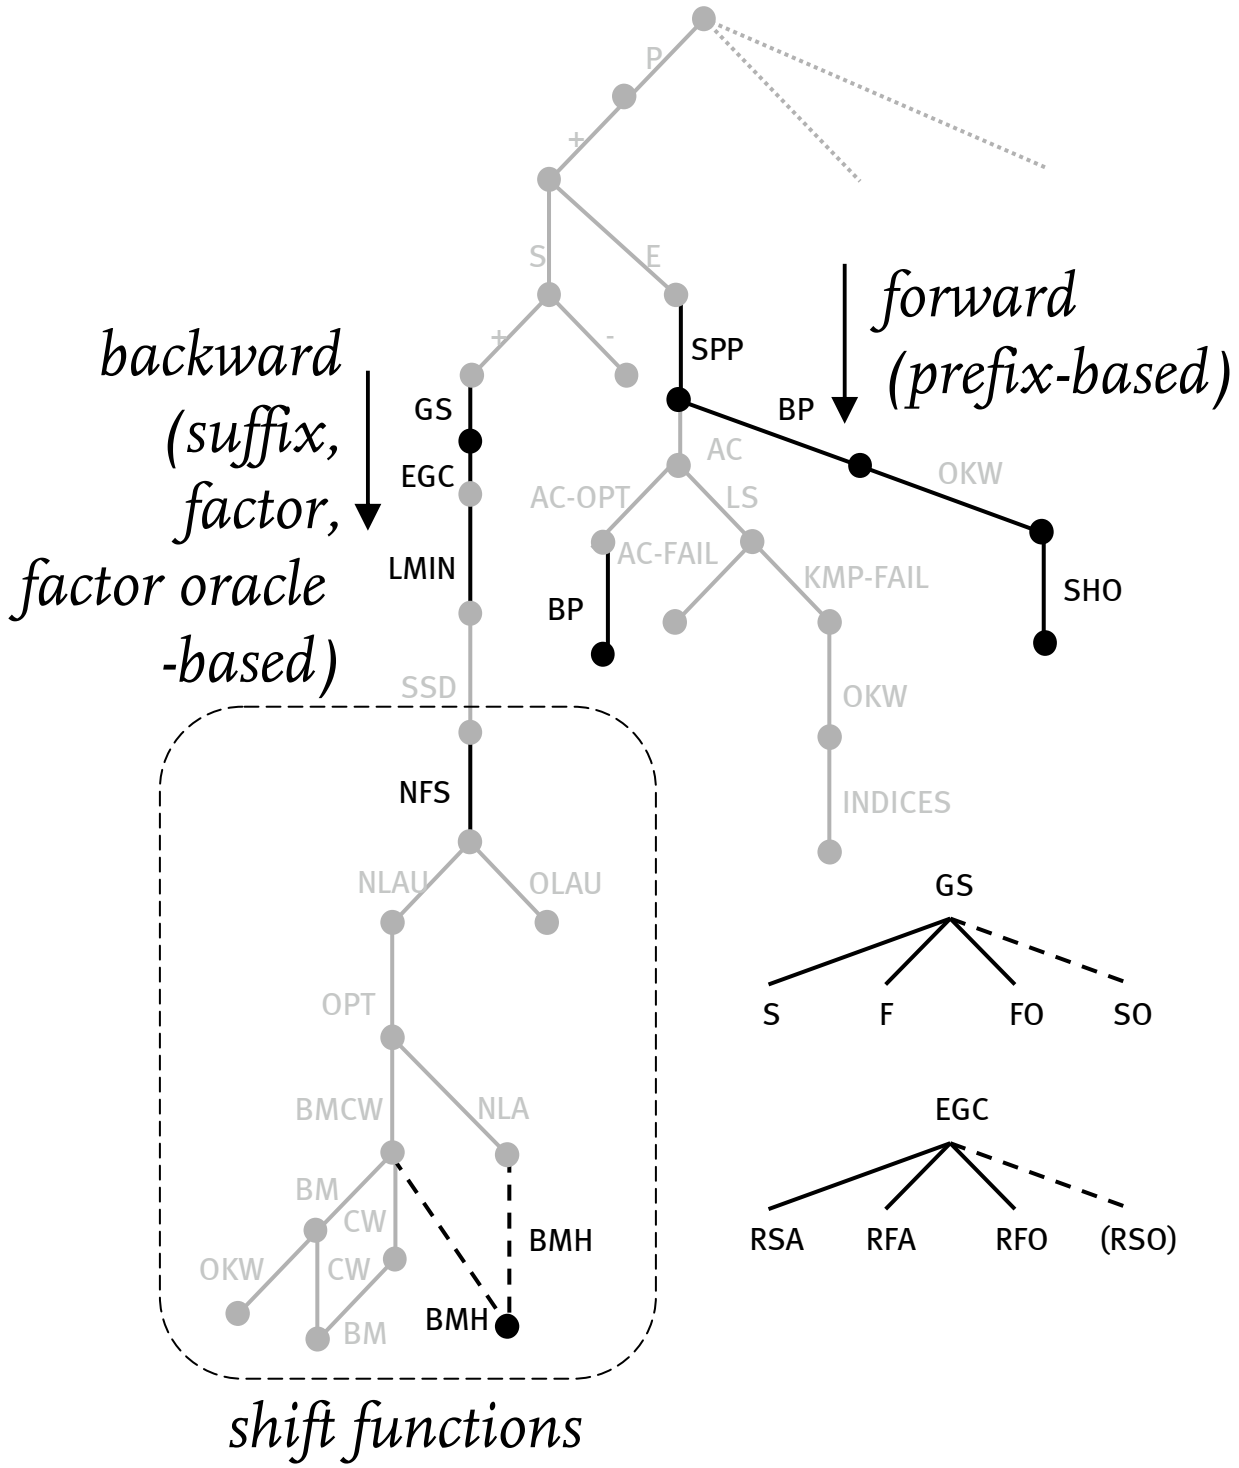 P
+
S
E
+
-
backward
(suffix,
factor,
factor oracle
-based)
forward
(prefix-based)
SPP
GS
BP
EGC
AC
OKW
AC-OPT
LS
LMIN
AC-FAIL
KMP-FAIL
BP
SHO
SSD
OKW
NFS
INDICES
NLAU
OLAU
GS
OPT
S
F
FO
SO
BMCW
NLA
EGC
BM
CW
BMH
RSA
RFA
RFO
(RSO)
OKW
CW
BMH
BM
shift functions